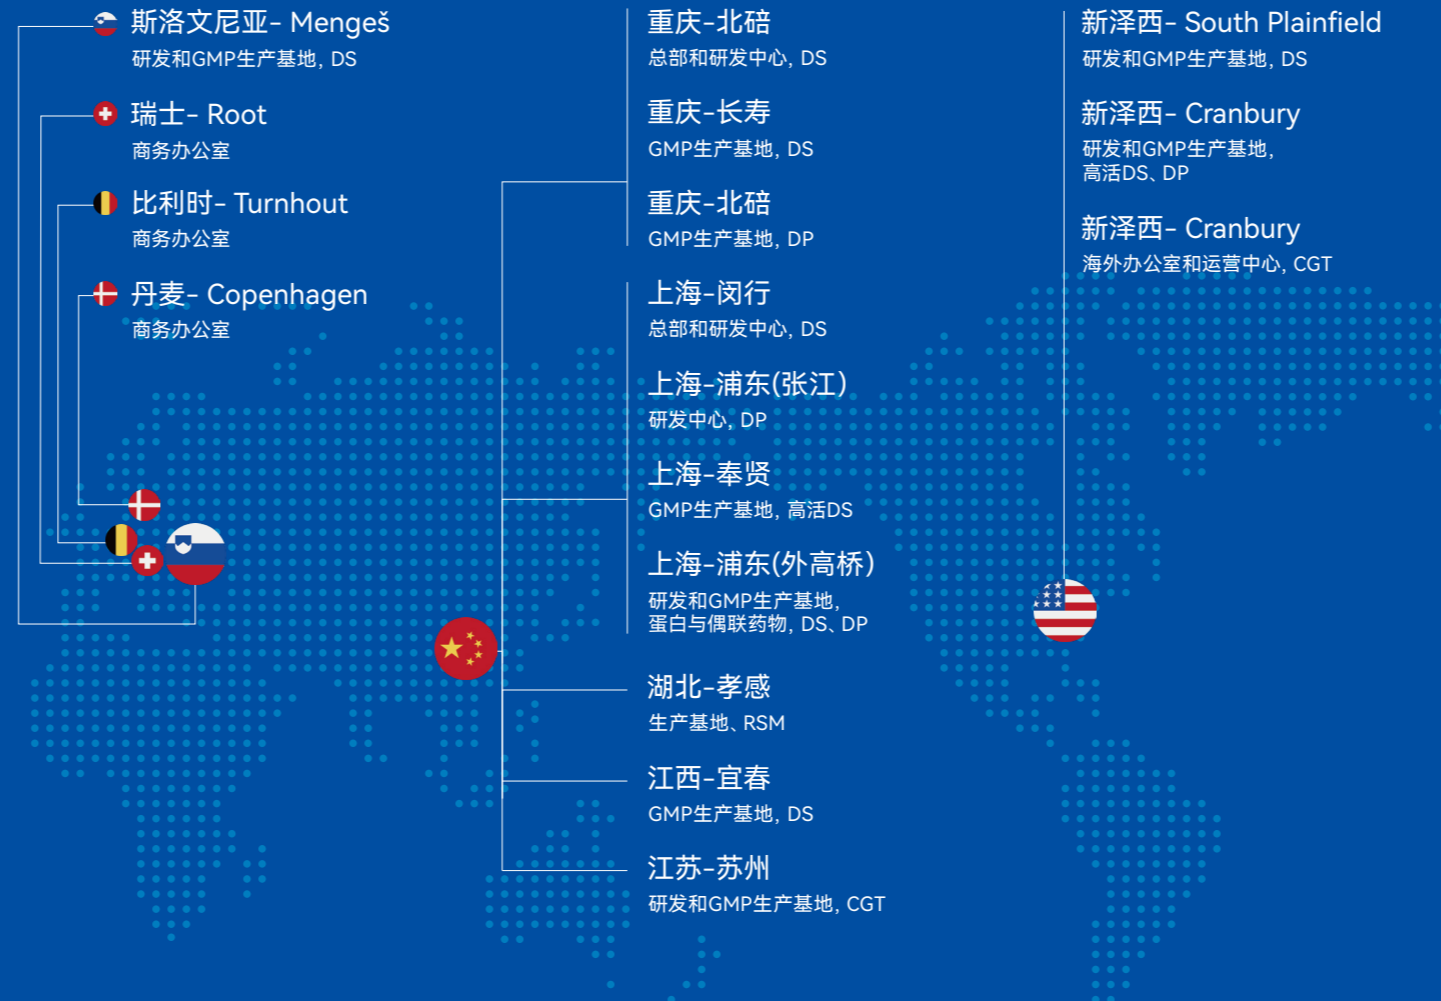 斯洛文尼亚- Mengeš
研发和GMP生产基地, DS
瑞士- Root
商务办公室
比利时- Turnhout
商务办公室
丹麦- Copenhagen
商务办公室
重庆-北碚
总部和研发中心, DS
重庆-长寿
GMP生产基地, DS
重庆-北碚
GMP生产基地, DP
上海-闵行
总部和研发中心, DS
上海-浦东(张江)
研发中心, DP
上海-奉贤
GMP生产基地, 高活DS
上海-浦东(外高桥)
研发和GMP生产基地,
蛋白与偶联药物, DS、DP
湖北-孝感
生产基地、RSM
江西-宜春
GMP生产基地, DS
江苏-苏州
研发和GMP生产基地, CGT
新泽西- South Plainfield
研发和GMP生产基地, DS
新泽西- Cranbury
研发和GMP生产基地,
高活DS、DP
新泽西- Cranbury
海外办公室和运营中心, CGT